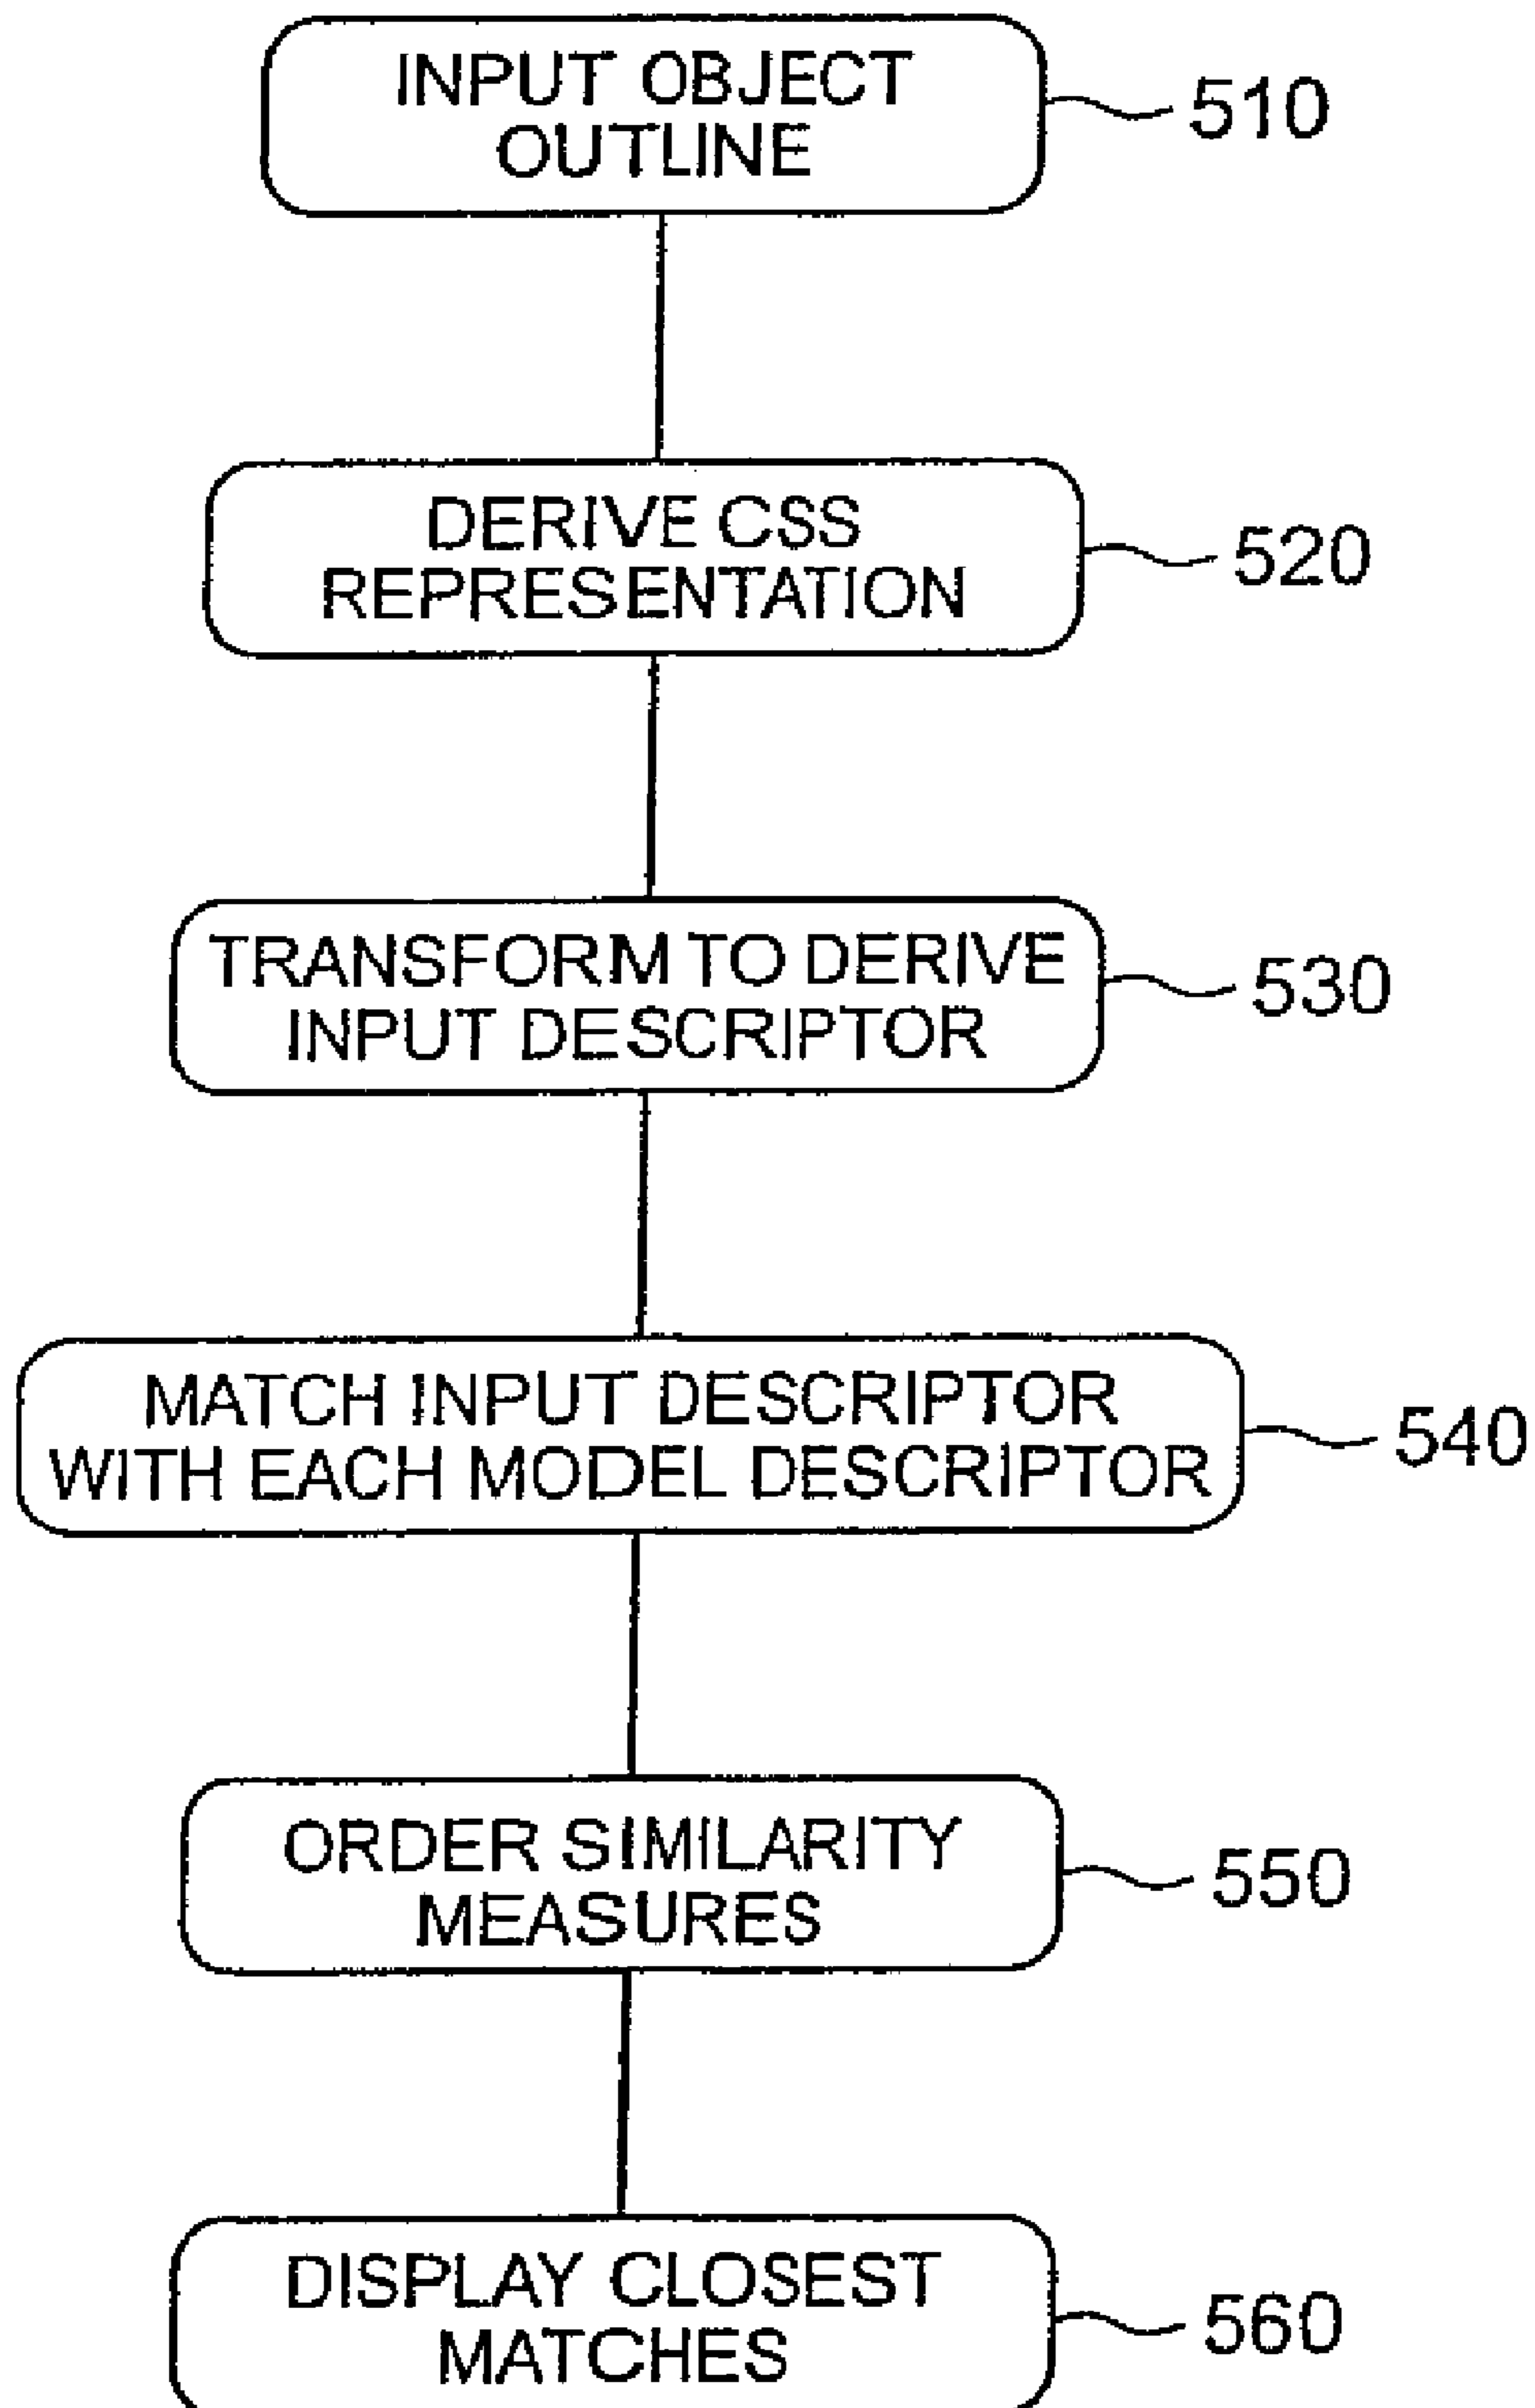 INPUT OBJECT
OUTLINE
510
DERIVE CSS
REPRESENTATION
520
TRANSFORM TO DERIVE
INPUT DESCRIPTOR
530
MATCH INPUT DESCRIPTOR
WITH EACH MODEL DESCRIPTOR
540
ORDER SIMILARITY
MEASURES
550
DISPLAY CLOSEST
MATCHES
560